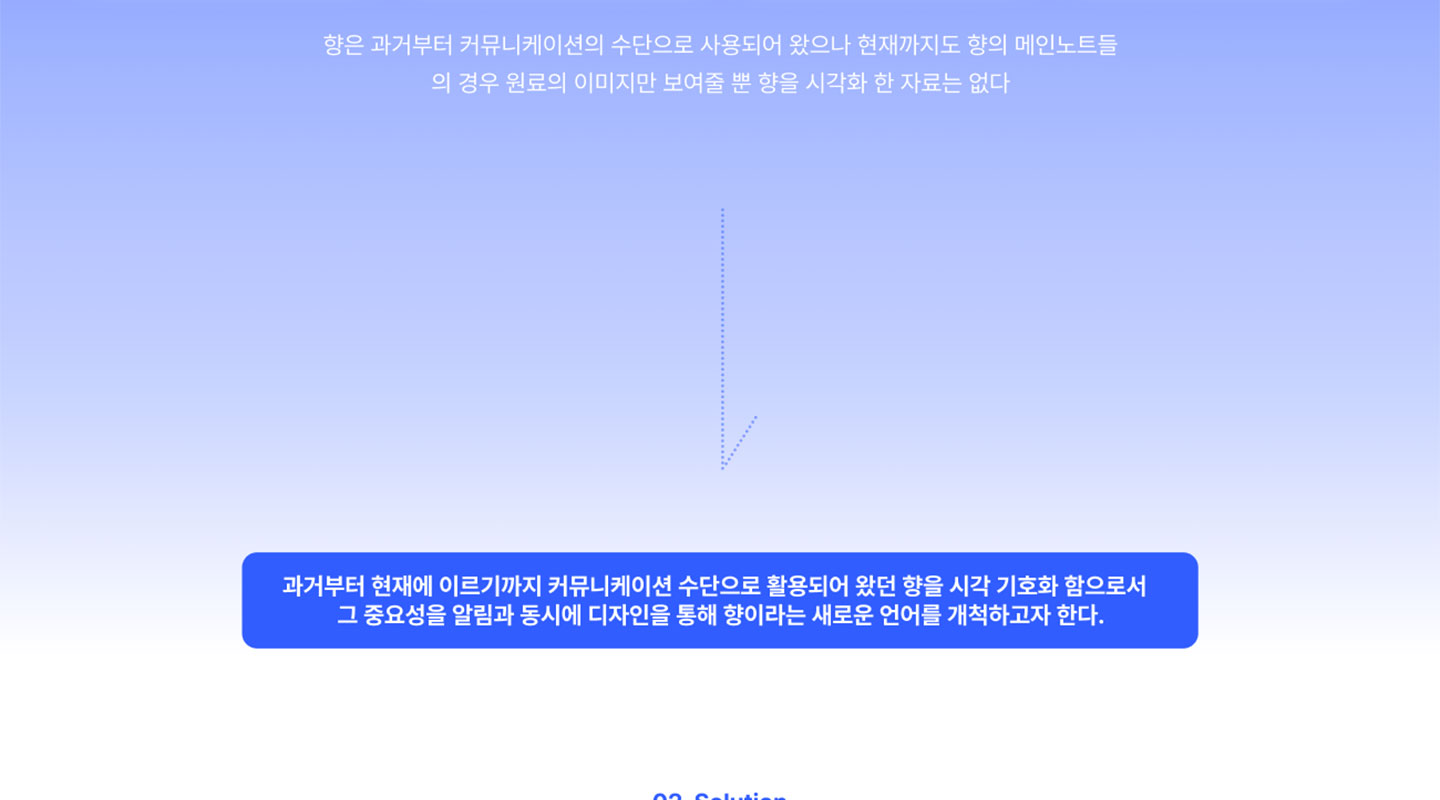 향은 과거부터 커뮤니케이션의 수단으로 사용되어 왔으나 현재까지도 향의 메인노트들
의 경우 원료의 이미지만 보여줄 뿐 향을 시각화 한 자료는 없다
과거부터 현재에 이르기까지 커뮤니케이션 수단으로 활용되어 왔던 향을 시각 기호화 함으로서
그 중요성을 알림과 동시에 디자인을 통해 향이라는 새로운 언어를 개척하고자 한다.
Solution